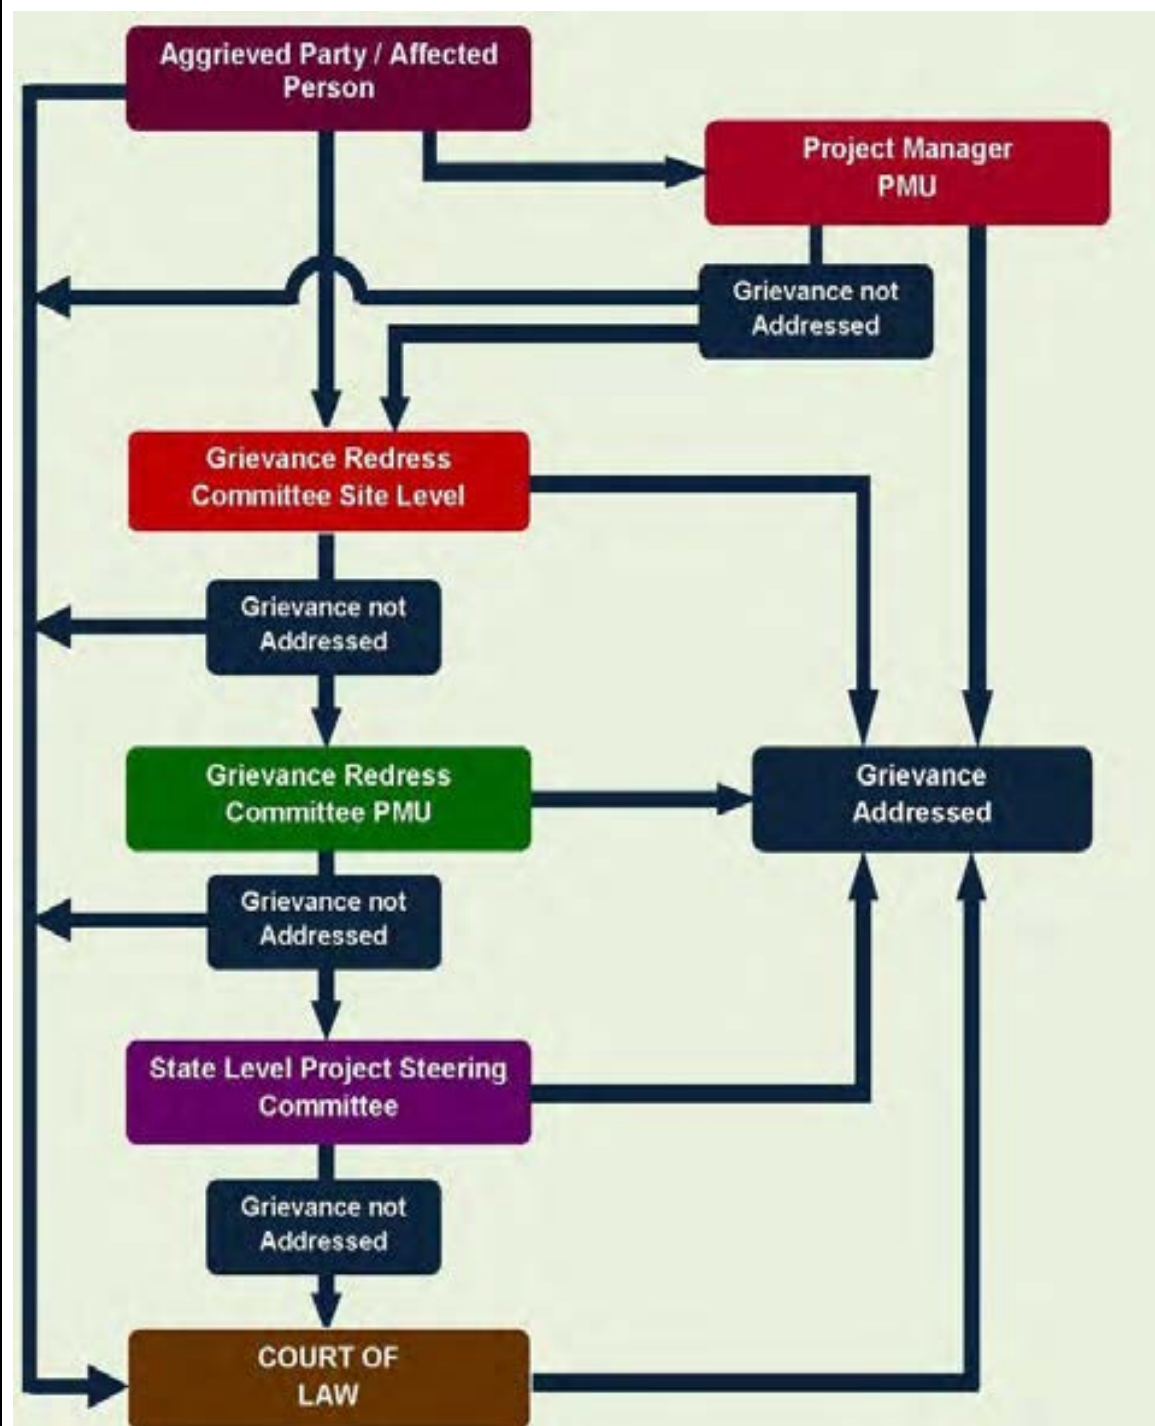 Aggrieved Party / Affected
Person
Project Manager
PMU
Grievance not
Addressed
Grievance Redress
Committee Site Level
Grievance not
Addressed
Grievance Redress
Committee PMU
Grievance
Addressed
Grievance not
Addressed
State Level Project Steering
Committee
Grievance not
Addressed
COURT OF
LAW